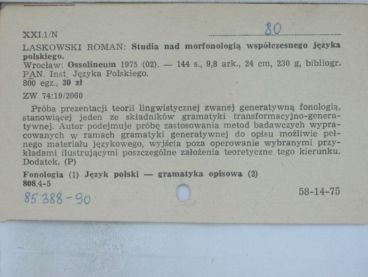 XXI.1/N
80
LASKOWSKI ROMAN: Studia nad morfonologią współczesnego języka
polskiego.
Wrocław: Ossolineum 1975 (02). — 144 s., 9,8 ark., 24 cm, 230 g, bibliogr.
PAN. Inst. Języka Polskiego.
800 egz., 30 zł
ZW 74:19/2060
Próba prezentacji teorii lingwistycznej zwanej generatywną fonologią,
stanowiącej jeden ze składników gramatyki transformacyjno-genera-
tywnej. Autor podejmuje próbę zastosowania metod badawczych wypra-
cowanych w ramach gramatyki generatywnej do opisu możliwie peł-
nego materiału językowego, wyjścia poza operowanie wybranymi przy-
kładami ilustrującymi poszczególne założenia teoretyczne tego kierunku.
Dodatek. (P)
Fonologia (1) Język polski — gramatyka opisowa (2)
808.4-5
58-14-75
85388-90